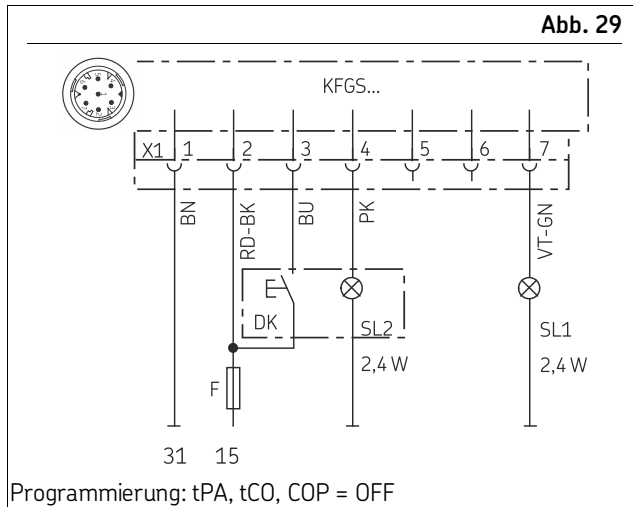 Abb. 29
KFGS...
X1 1 2 3 4 5 6 7
BN
RD-BK
BU
PK
VT-GN
DK
SL2
2,4 W
SL1
2,4 W
F
31 15
Programmierung: tPA, tCO, COP = OFF